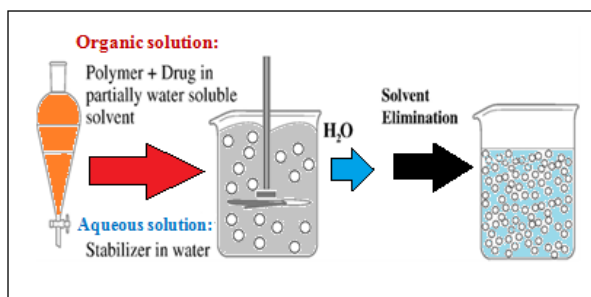 Organic solution:
Polymer + Drug in
partially water soluble
solvent
Aqueous solution:
Stabilizer in water
H₂O
Solvent
Elimination